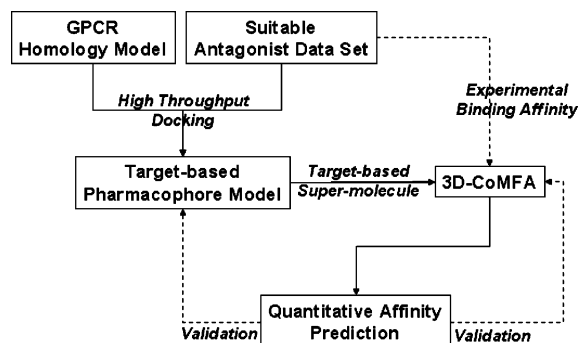 GPCR
Homology Model
Suitable
Antagonist Data Set
High Throughput
Docking
Experimental
Binding Affinity
Target-based
Pharmacophore Model
Target-based
Super-molecule
3D-CoMFA
Quantitative Affinity
Prediction
Validation
Validation